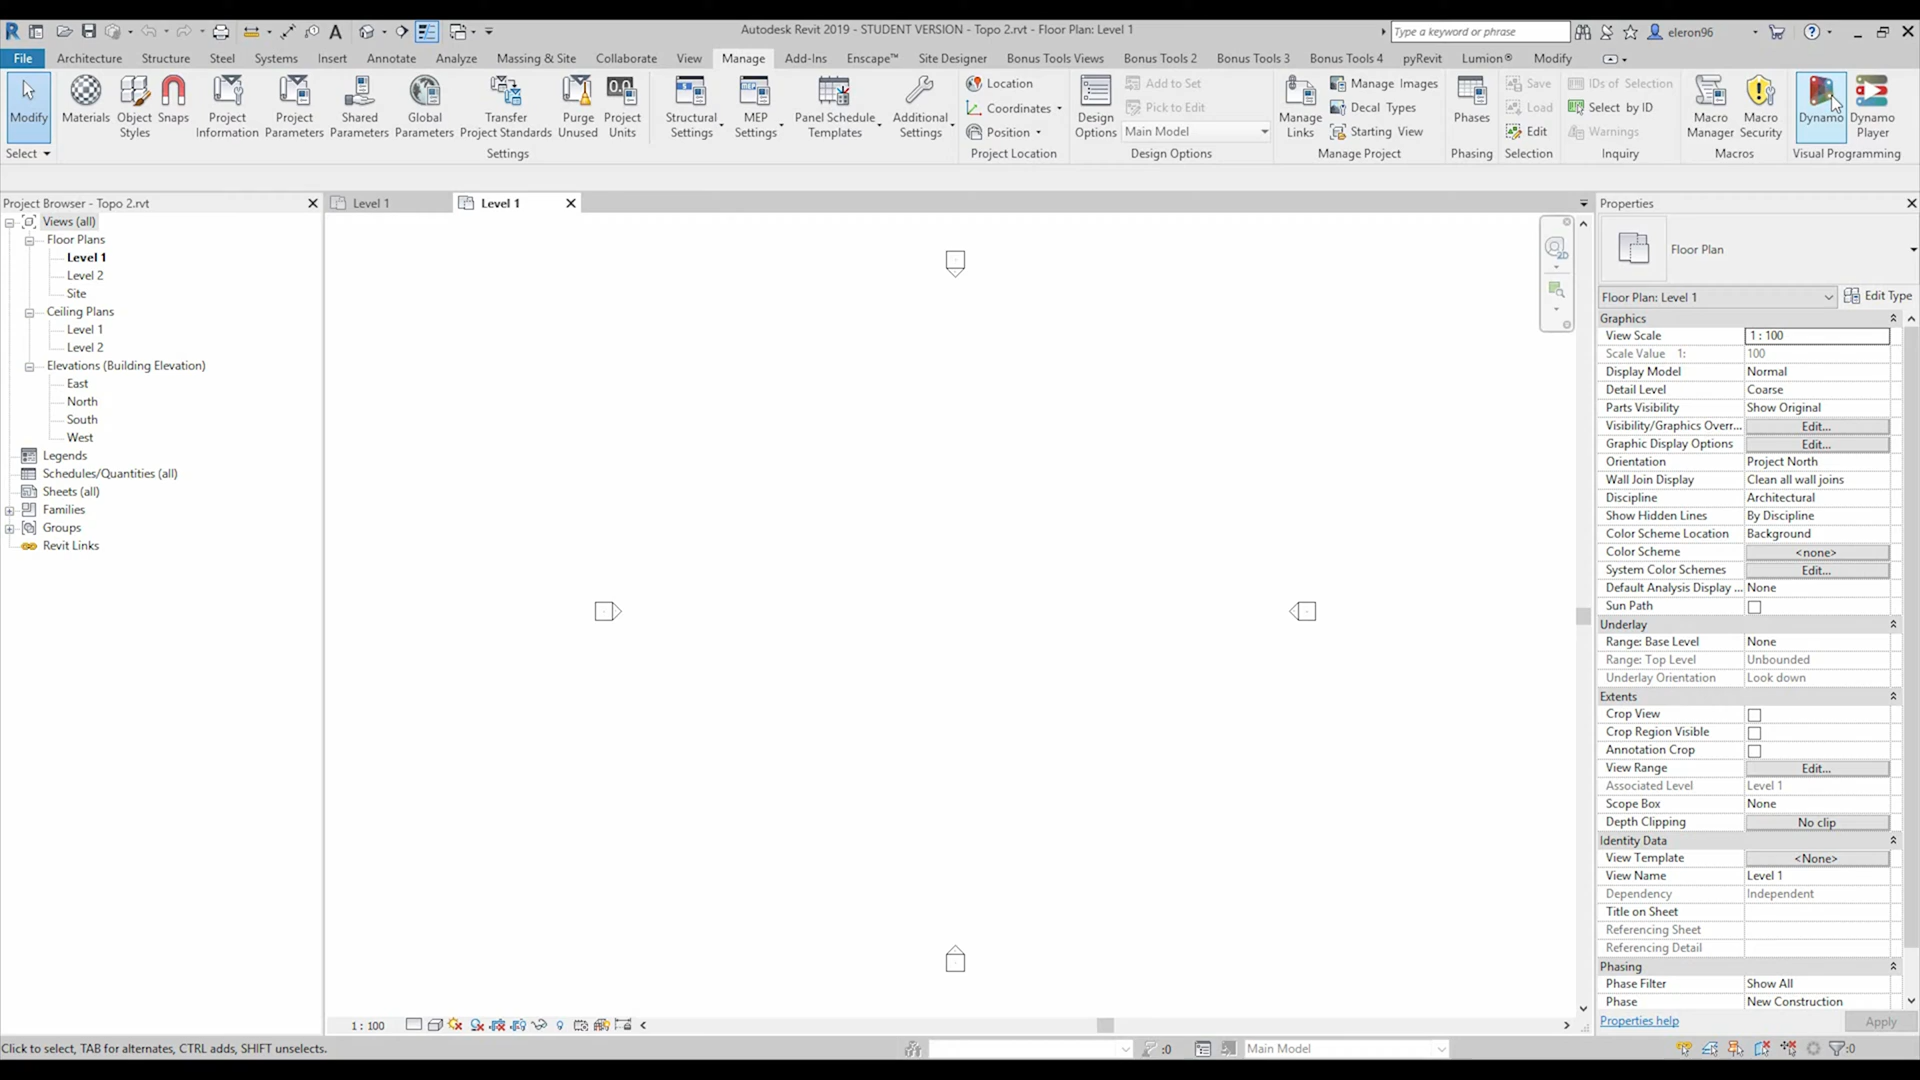 Autodesk Revit 2019 - STUDENT VERSION - Topo 2.rvt - Floor Plan: Level 1
Type a keyword or phrase
eleron96
File Architecture Structure Steel Systems Insert Annotate Analyze Massing & Site Collaborate View Manage Add-Ins Enscape™ Site Designer Bonus Tools Views Bonus Tools 2 Bonus Tools 3 Bonus Tools 4 pyRevit Lumion® Modify
Modify
Materials
Object Styles
Snaps
Project Information
Project Parameters
Shared Parameters
Global Parameters
Transfer Project Standards
Purge Unused
Project Units
Structural Settings
MEP Settings
Panel Schedule Templates
Additional Settings
Location
Coordinates
Position
Design Options
Add to Set
Pick to Edit
Main Model
Manage Links
Manage Images
Decal Types
Starting View
Phases
Save
Load
Edit
IDs of Selection
Select by ID
Warnings
Macro Manager
Macro Security
Dynamo
Dynamo Player
Select Settings Project Location Design Options Manage Project Phasing Selection Inquiry Macros Visual Programming
Project Browser - Topo 2.rvt
Views (all)
Floor Plans
Level 1
Level 2
Site
Ceiling Plans
Level 1
Level 2
Elevations (Building Elevation)
East
North
South
West
Legends
Schedules/Quantities (all)
Sheets (all)
Families
Groups
Revit Links
Level 1
Level 1
2D
1 : 100
Properties
Floor Plan
Floor Plan: Level 1 Edit Type
Graphics
View Scale 1 : 100
Scale Value 1: 100
Display Model Normal
Detail Level Coarse
Parts Visibility Show Original
Visibility/Graphics Overr... Edit...
Graphic Display Options Edit...
Orientation Project North
Wall Join Display Clean all wall joins
Discipline Architectural
Show Hidden Lines By Discipline
Color Scheme Location Background
Color Scheme <none>
System Color Schemes Edit...
Default Analysis Display ... None
Sun Path
Underlay
Range: Base Level None
Range: Top Level Unbounded
Underlay Orientation Look down
Extents
Crop View
Crop Region Visible
Annotation Crop
View Range Edit...
Associated Level Level 1
Scope Box None
Depth Clipping No clip
Identity Data
View Template <None>
View Name Level 1
Dependency Independent
Title on Sheet
Referencing Sheet
Referencing Detail
Phasing
Phase Filter Show All
Phase New Construction
Properties help Apply
Click to select, TAB for alternates, CTRL adds, SHIFT unselects.
:0
Main Model
:0